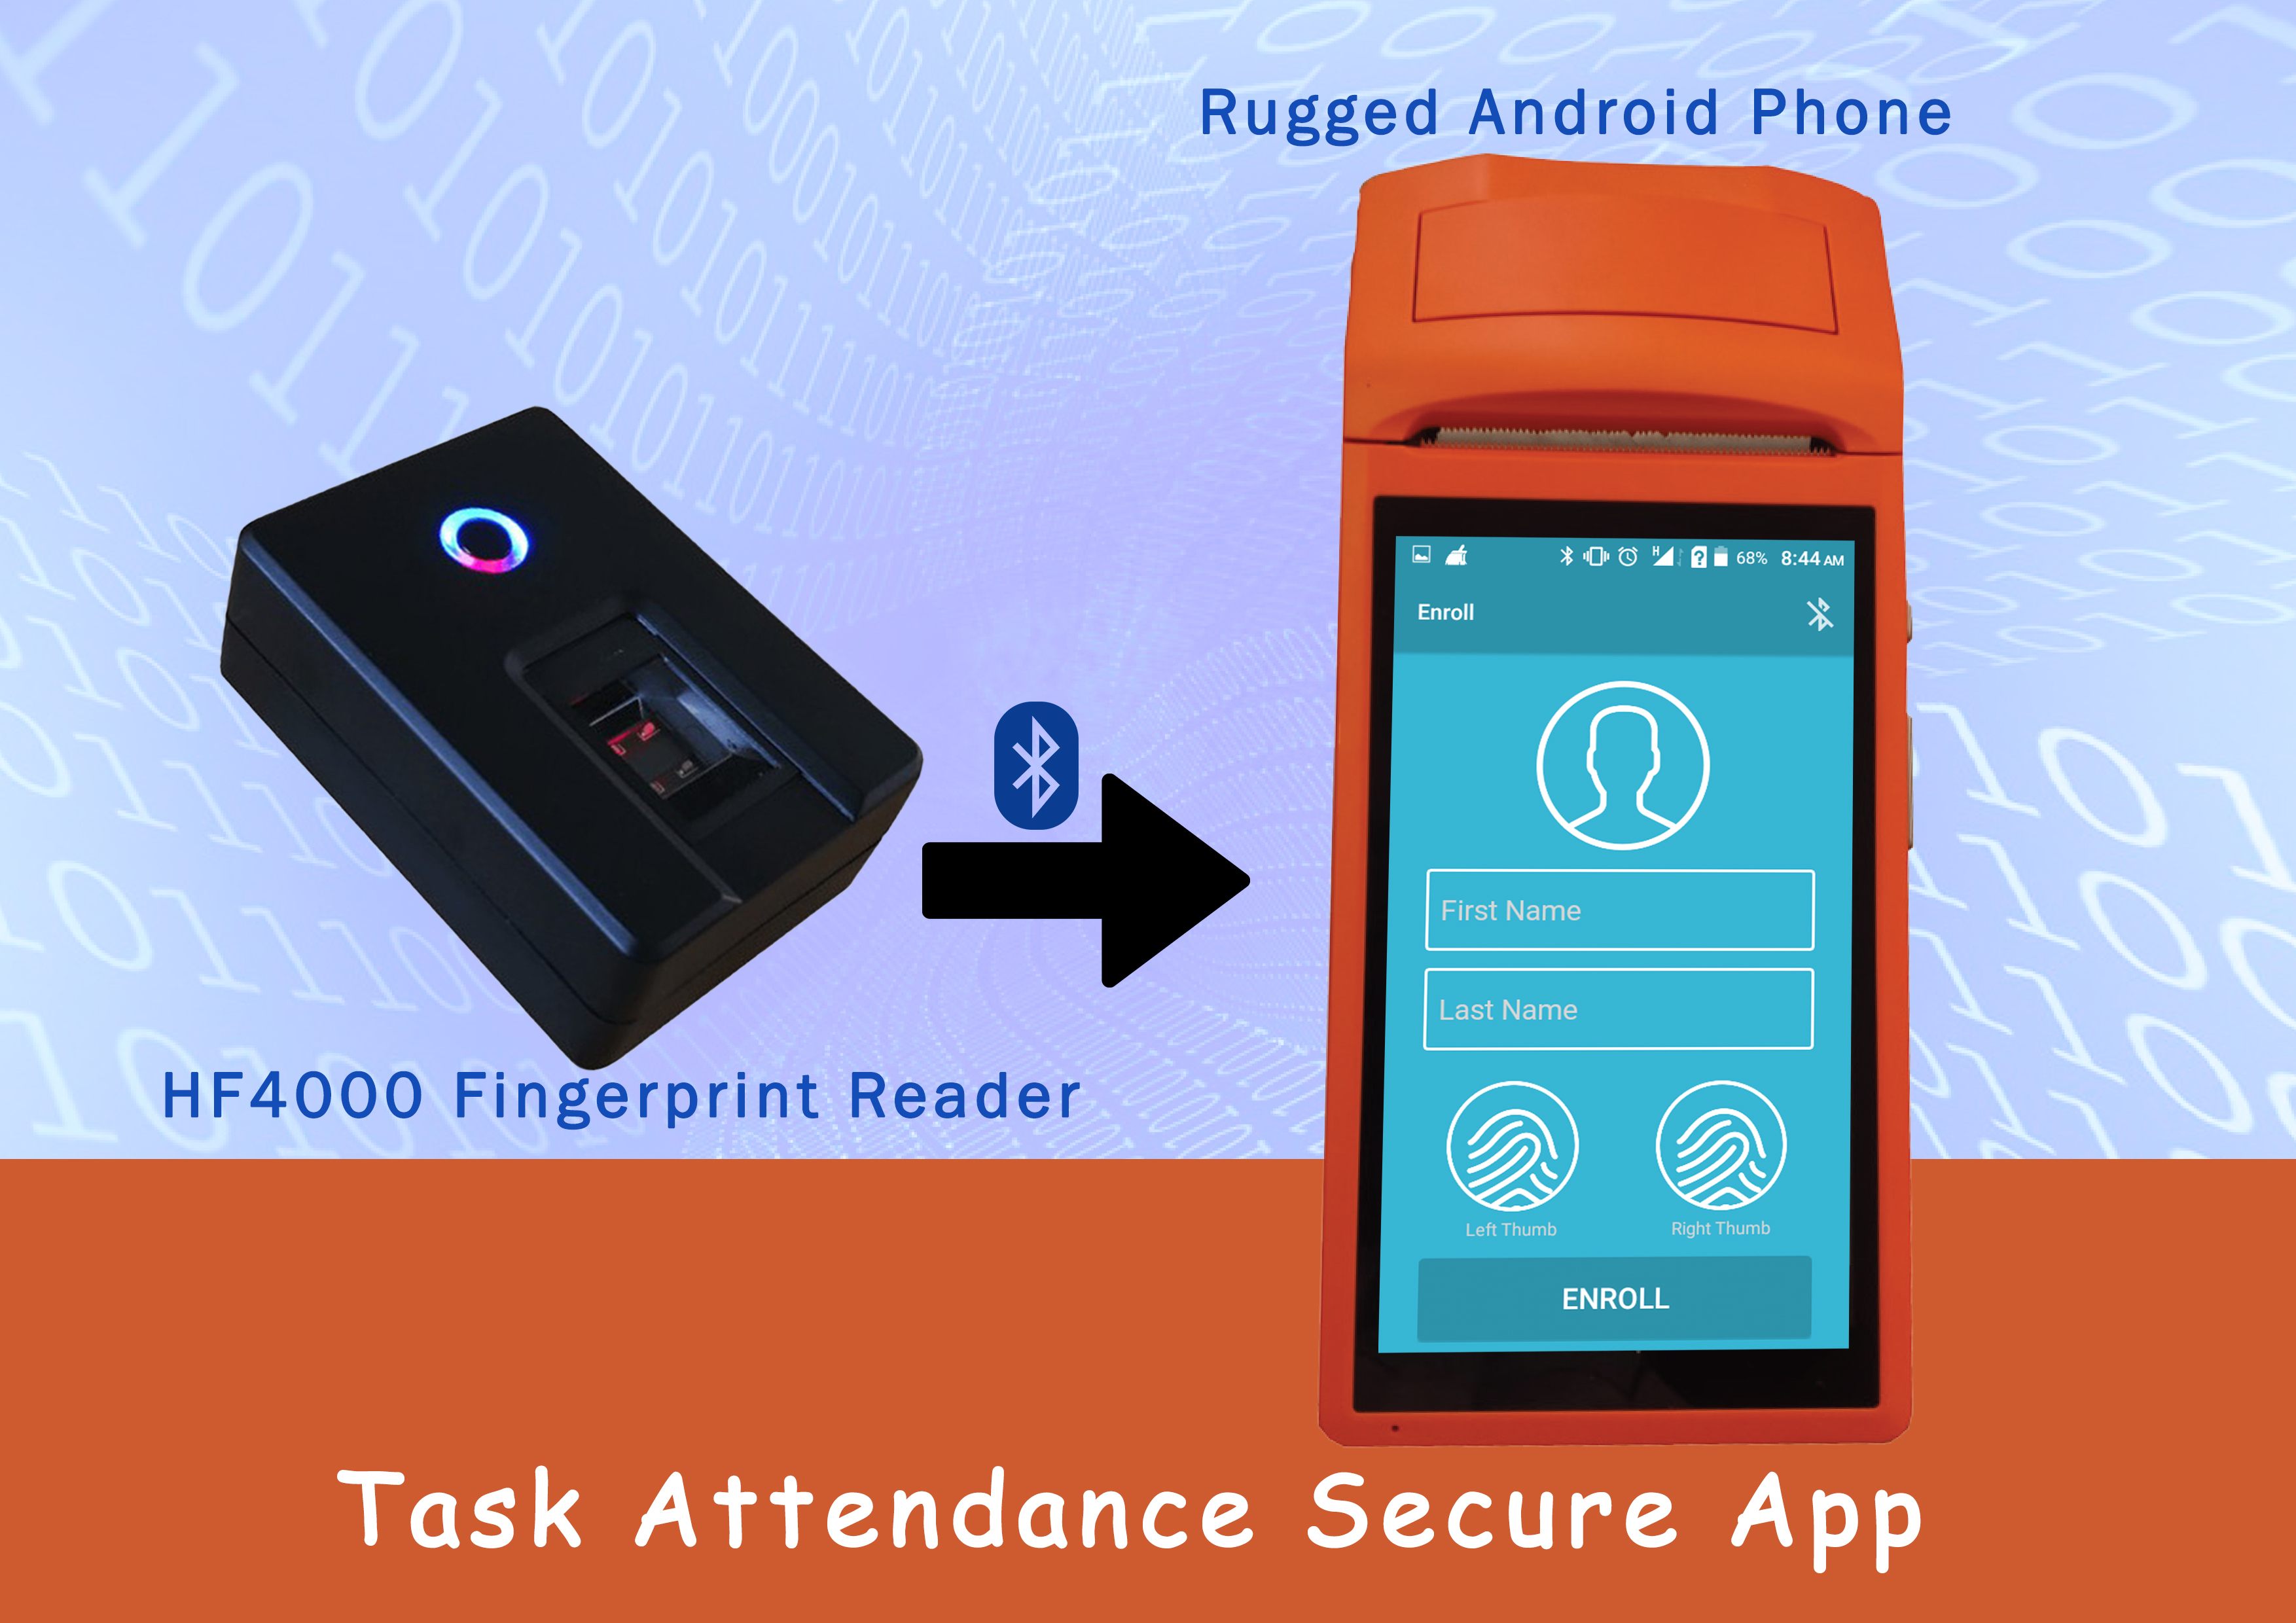 Rugged Android Phone
68% 8:44 AM
Enroll
First Name
Last Name
HF4000 Fingerprint Reader
Left Thumb Right Thumb
ENROLL
Task Attendance Secure App